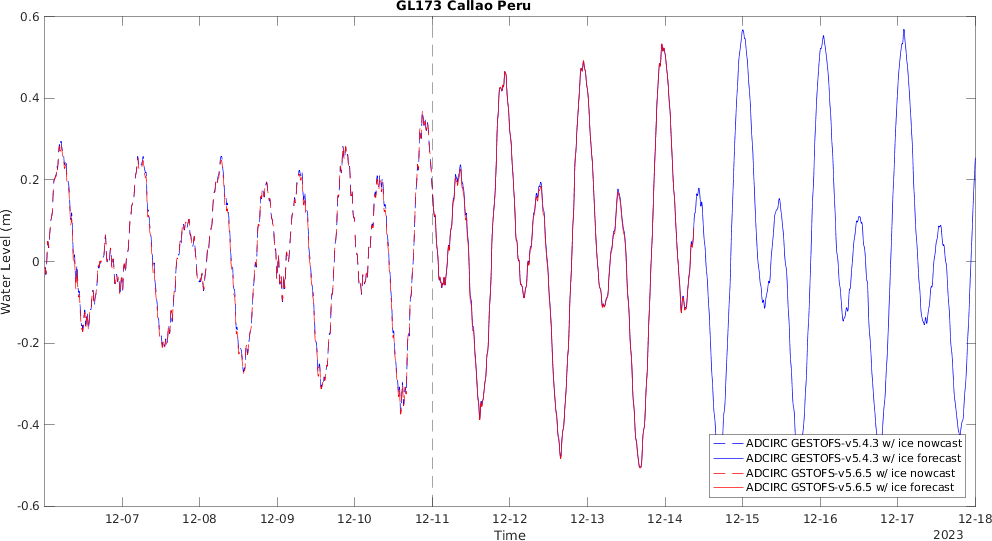 GL173 Callao Peru
0.6
0.4
0.2
0
-0.2
-0.4
-0.6
Water Level (m)
ADCIRC GESTOFS-v5.4.3 w/ ice nowcast
ADCIRC GESTOFS-v5.4.3 w/ ice forecast
ADCIRC GSTOFS-v5.6.5 w/ ice nowcast
ADCIRC GSTOFS-v5.6.5 w/ ice forecast
12-07 12-08 12-09 12-10 12-11 12-12 12-13 12-14 12-15 12-16 12-17 12-18
Time
2023